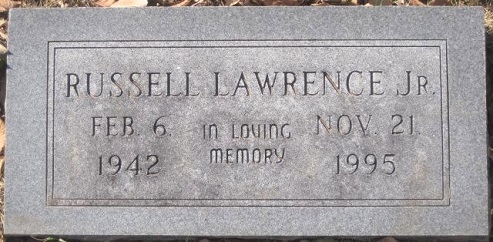 RUSSELL LAWRENCE JR.
FEB. 6. IN LOVING NOV. 21.
1942 MEMORY 1995